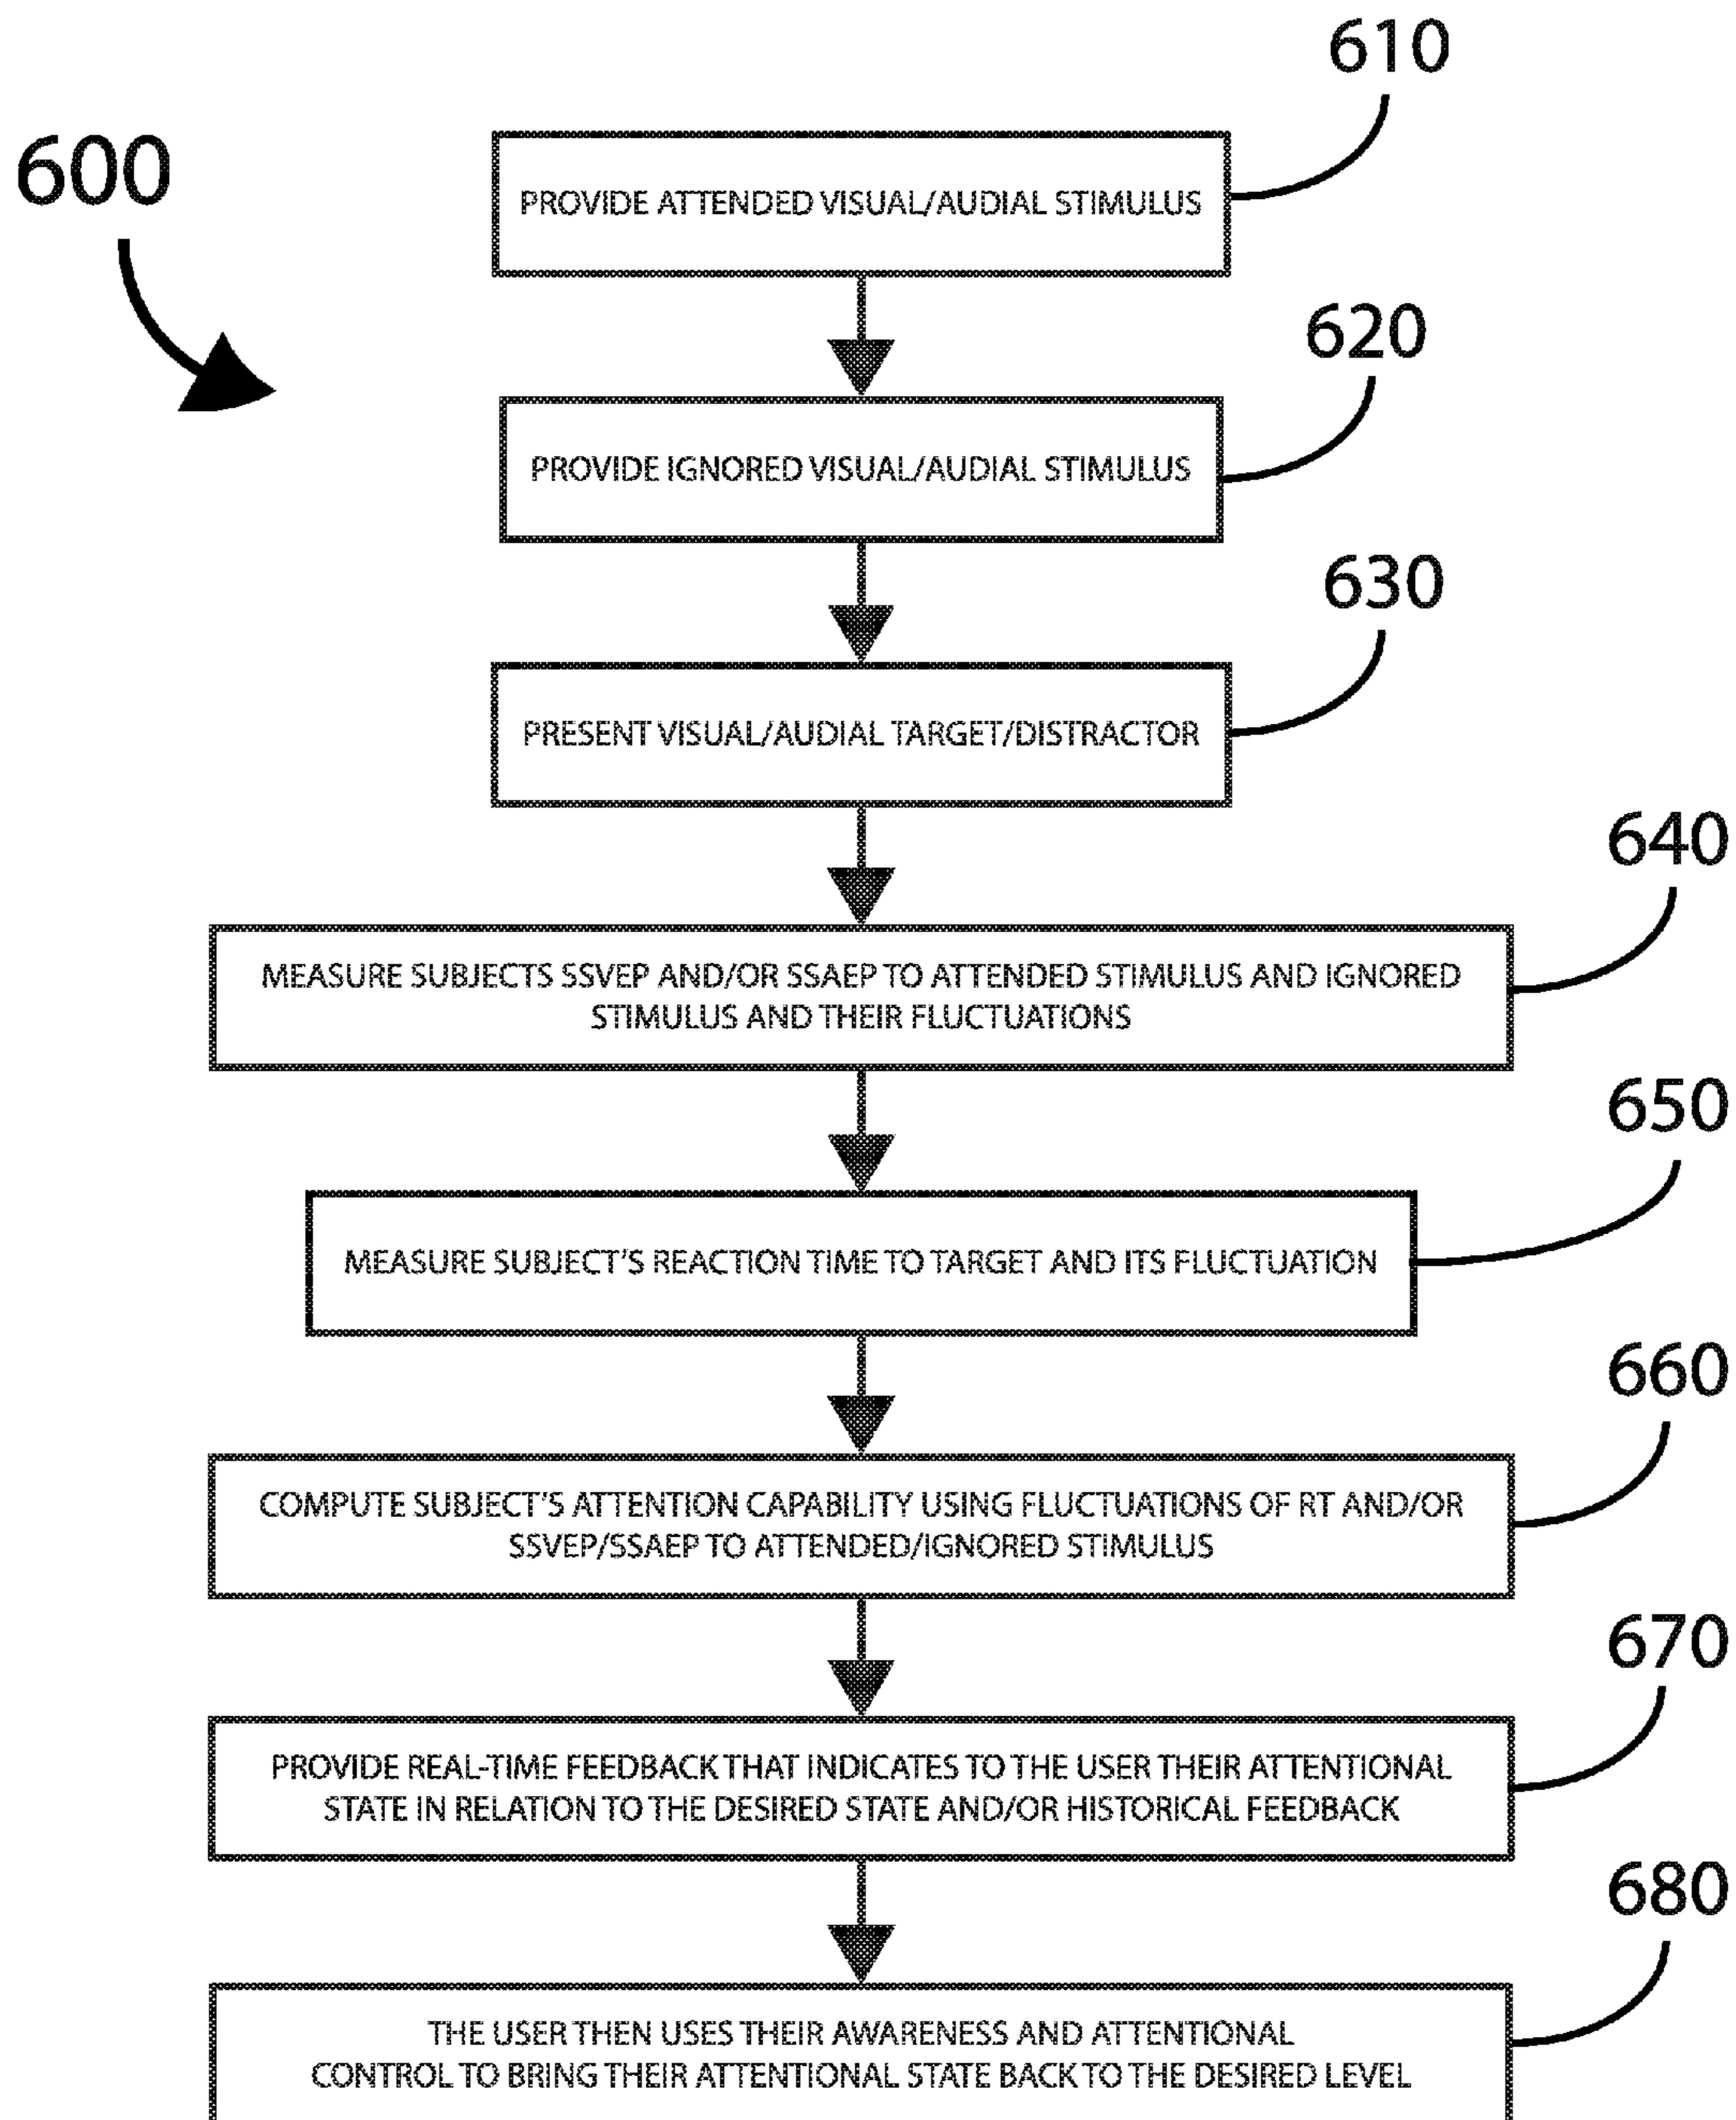 610
600
PROVIDE ATTENDED VISUAL/AUDIAL STIMULUS
620
PROVIDE IGNORED VISUAL/AUDIAL STIMULUS
630
PRESENT VISUAL/AUDIAL TARGET/DISTRACTOR
640
MEASURE SUBJECTS SSVEP AND/OR SSAEP TO ATTENDED STIMULUS AND IGNORED
STIMULUS AND THEIR FLUCTUATIONS
650
MEASURE SUBJECT'S REACTION TIME TO TARGET AND ITS FLUCTUATION
660
COMPUTE SUBJECT'S ATTENTION CAPABILITY USING FLUCTUATIONS OF RT AND/OR
SSVEP/SSAEP TO ATTENDED/IGNORED STIMULUS
670
PROVIDE REAL-TIME FEEDBACK THAT INDICATES TO THE USER THEIR ATTENTIONAL
STATE IN RELATION TO THE DESIRED STATE AND/OR HISTORICAL FEEDBACK
680
THE USER THEN USES THEIR AWARENESS AND ATTENTIONAL
CONTROL TO BRING THEIR ATTENTIONAL STATE BACK TO THE DESIRED LEVEL